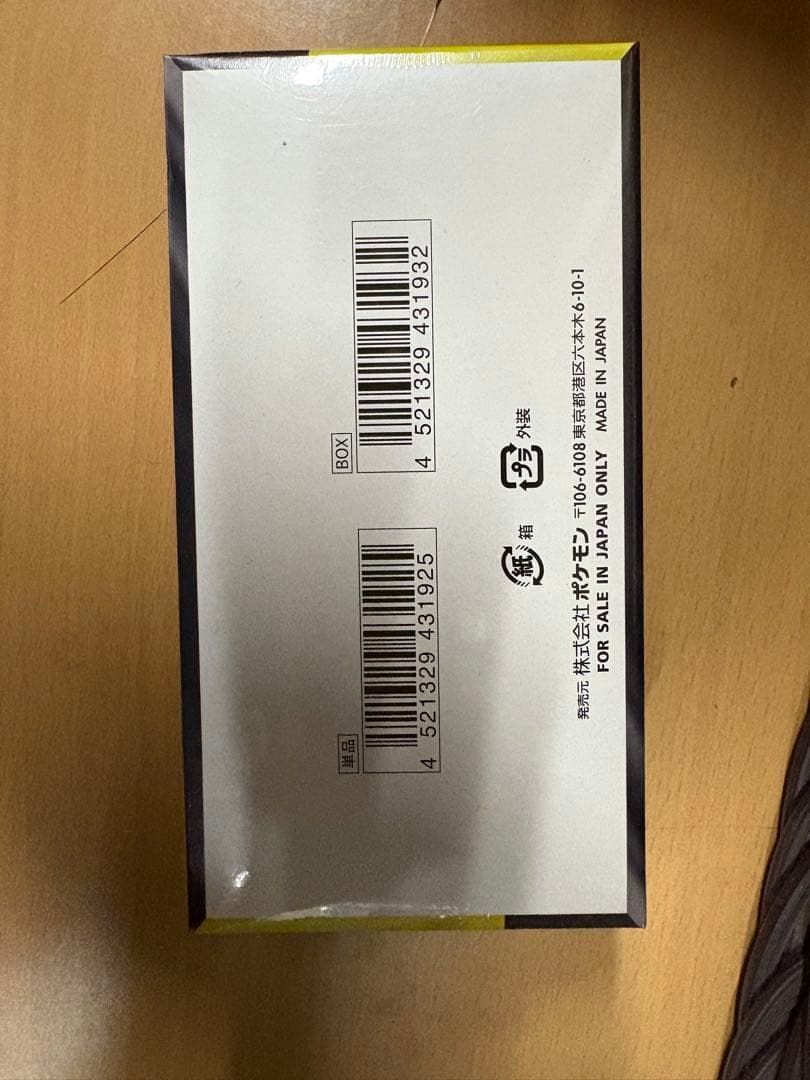 単品
4 521329 431925
BOX
4 521329 431932
紙 箱
プラ 外装
発売元 株式会社 ポケモン 〒106-6108 東京都港区六本木6-10-1
FOR SALE IN JAPAN ONLY MADE IN JAPAN